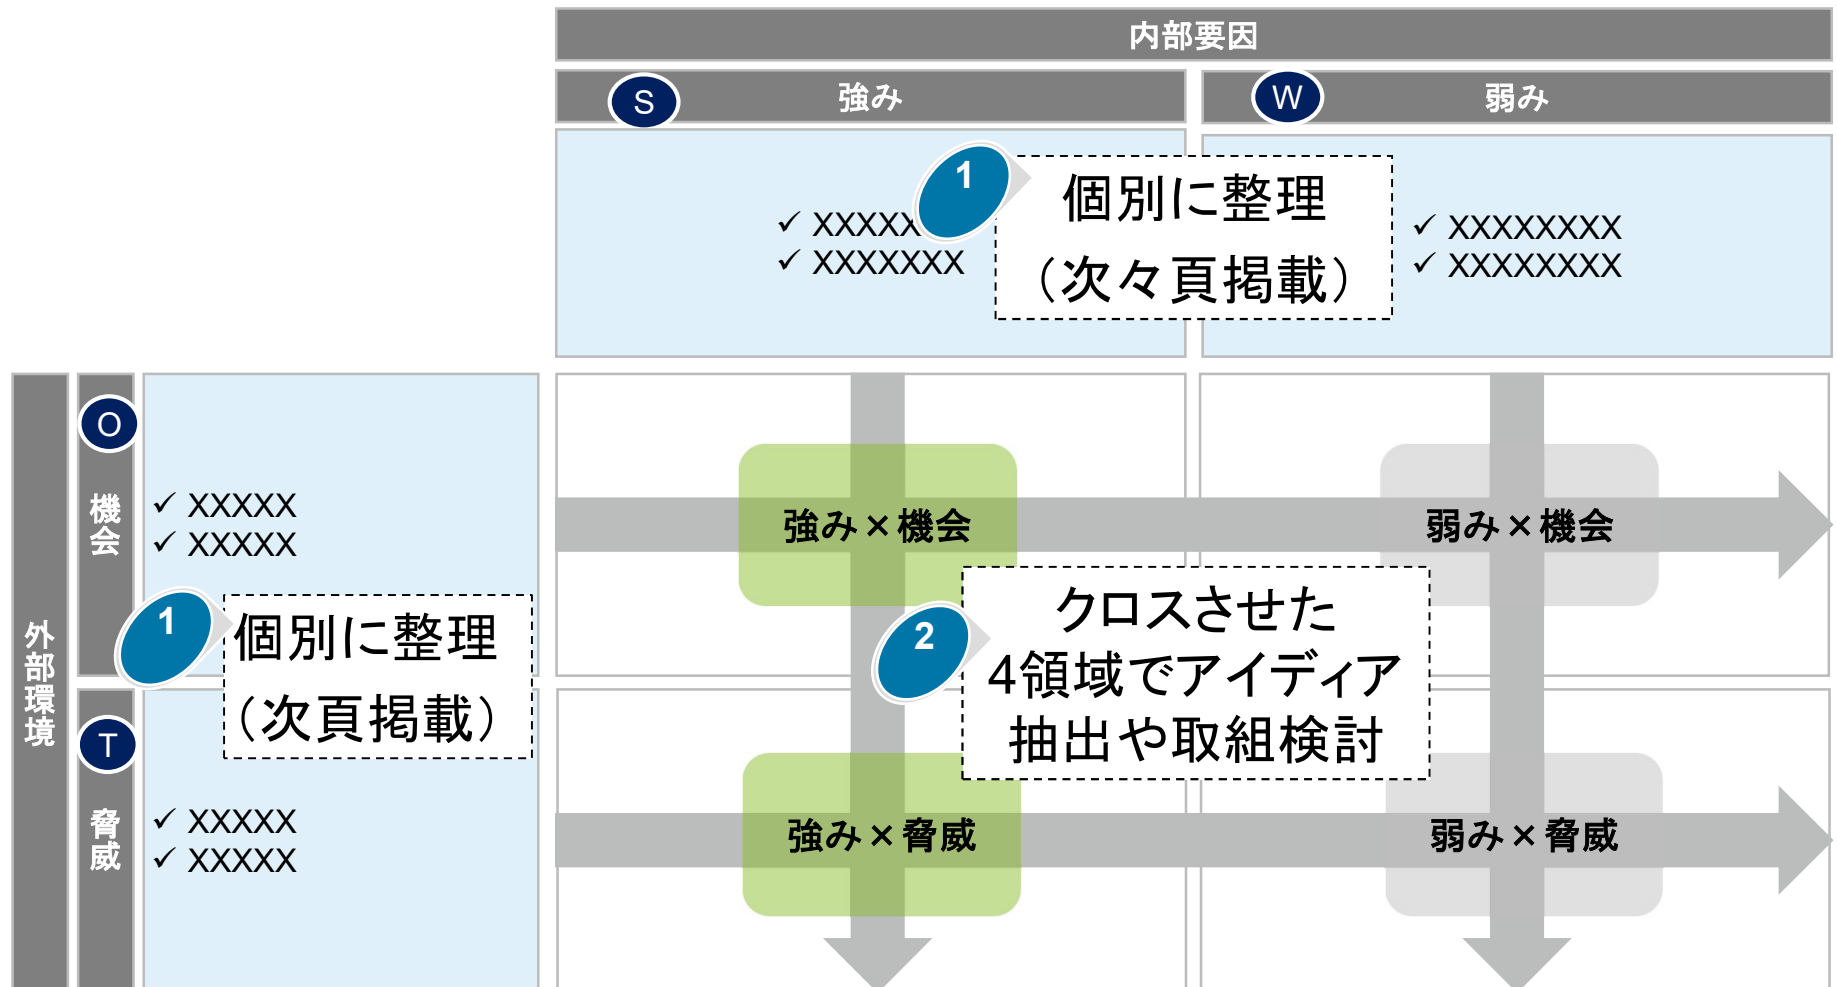 内部要因
S
強み
W
弱み
✓ XXXXX
✓ XXXXXXX
1
個別に整理
（次々頁掲載）
✓ XXXXXXXX
✓ XXXXXXXX
外部環境
O
機会
✓ XXXXX
✓ XXXXX
1
個別に整理
（次頁掲載）
強み×機会
弱み×機会
2
クロスさせた
4領域でアイディア
抽出や取組検討
T
脅威
✓ XXXXX
✓ XXXXX
強み×脅威
弱み×脅威